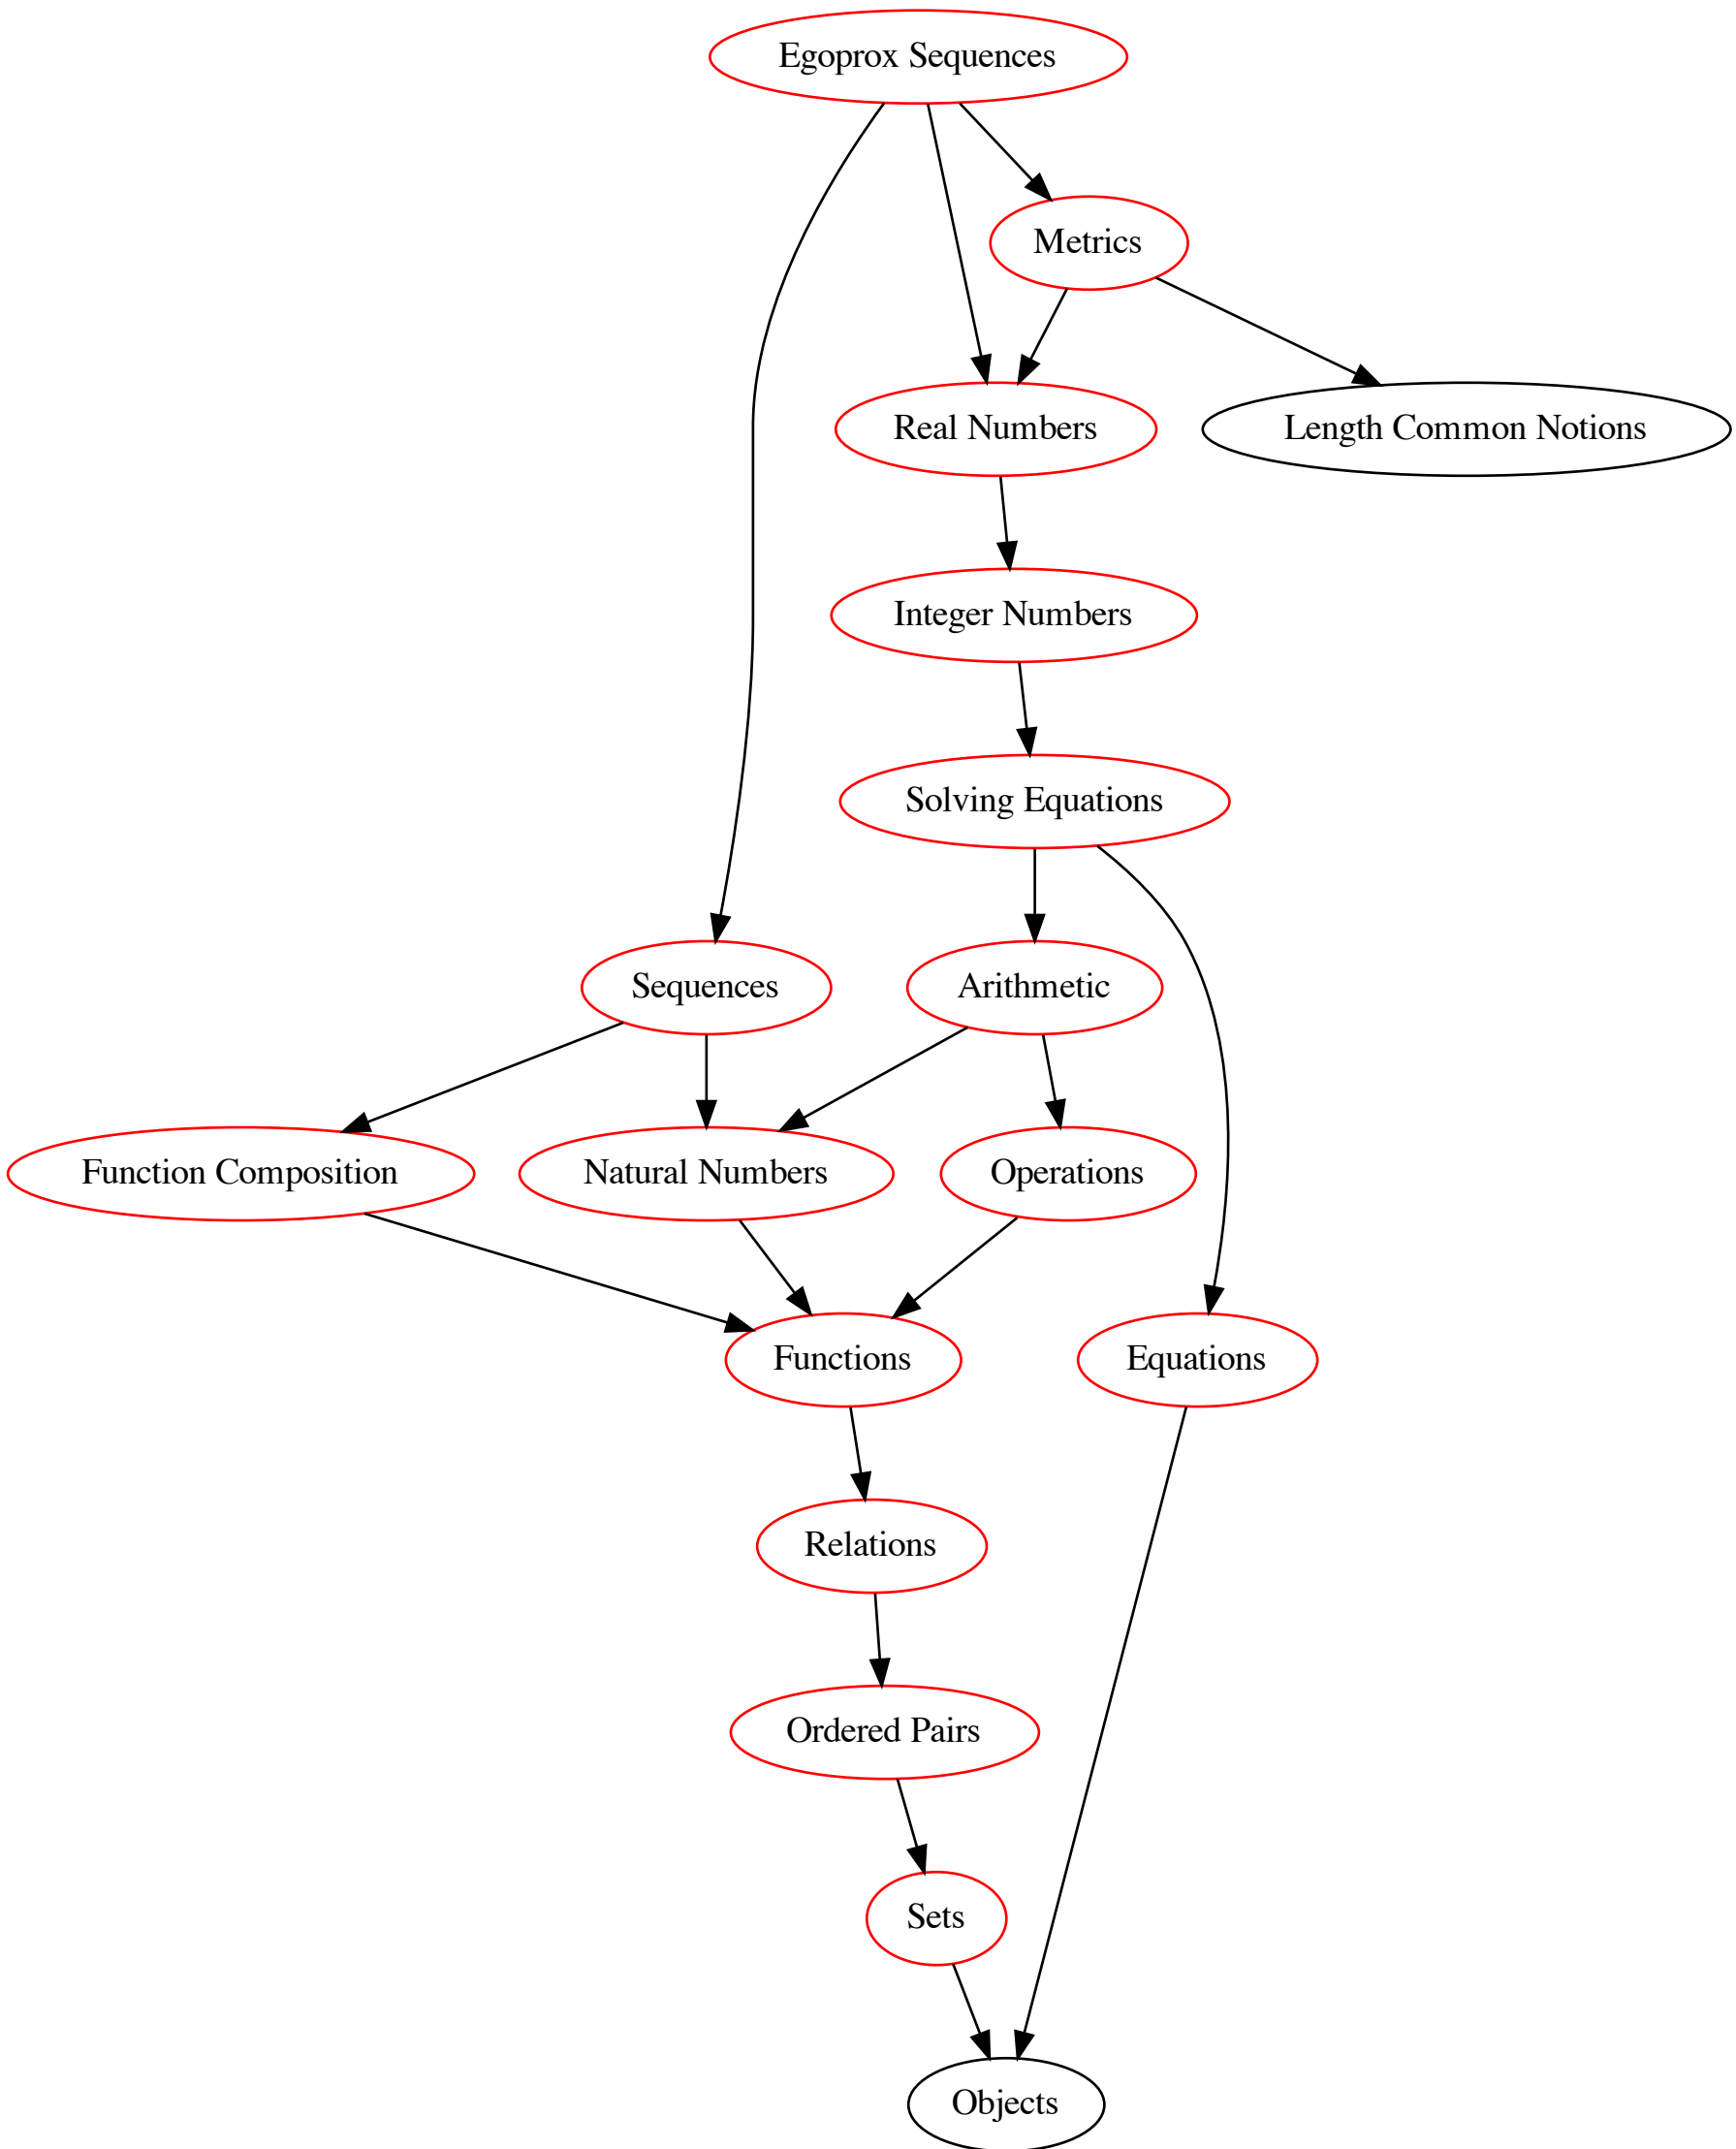 Egoprox Sequences
Metrics
Real Numbers
Length Common Notions
Integer Numbers
Solving Equations
Sequences
Arithmetic
Function Composition
Natural Numbers
Operations
Functions
Equations
Relations
Ordered Pairs
Sets
Objects